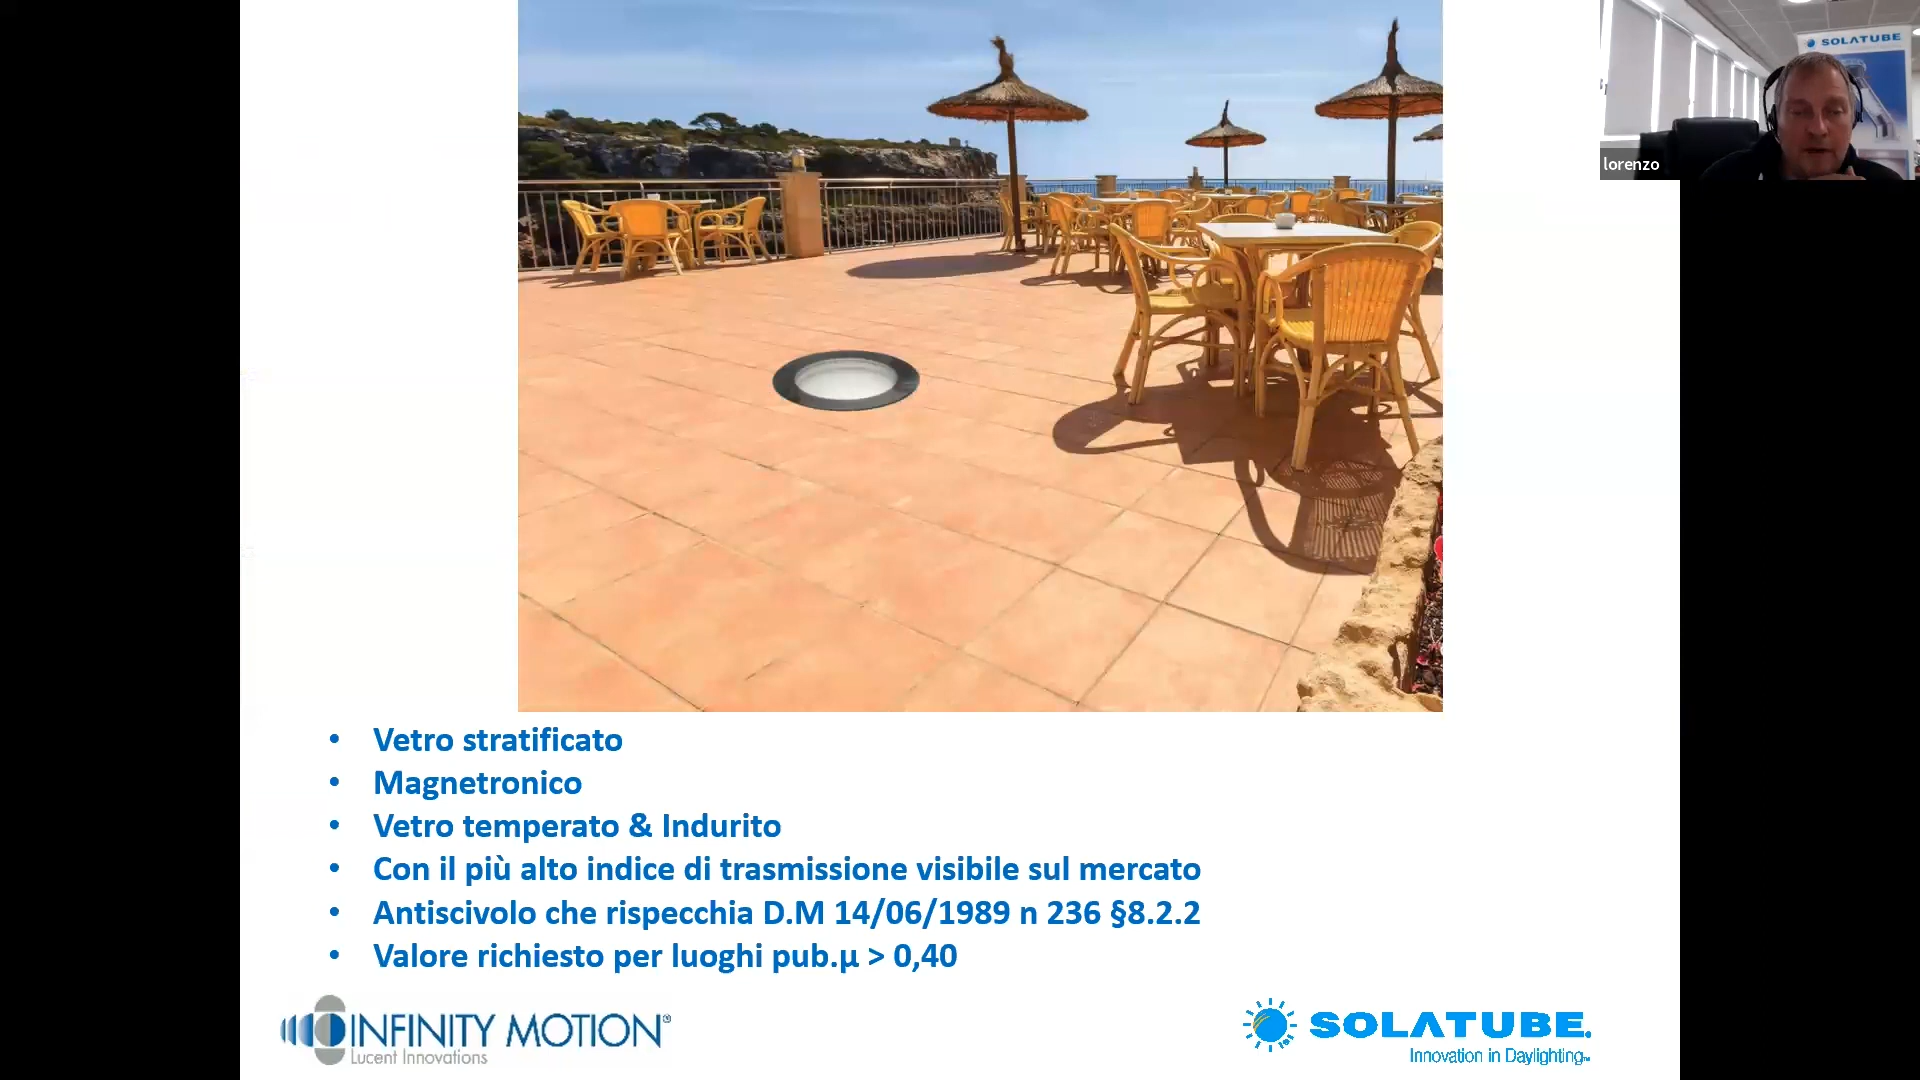 SOLATUBE
lorenzo
• Vetro stratificato
• Magnetronico
• Vetro temperato & Indurito
• Con il più alto indice di trasmissione visibile sul mercato
• Antiscivolo che rispecchia D.M 14/06/1989 n 236 §8.2.2
• Valore richiesto per luoghi pub.µ > 0,40
INFINITY MOTION®
Lucent Innovations
SOLATUBE.
Innovation in Daylighting™